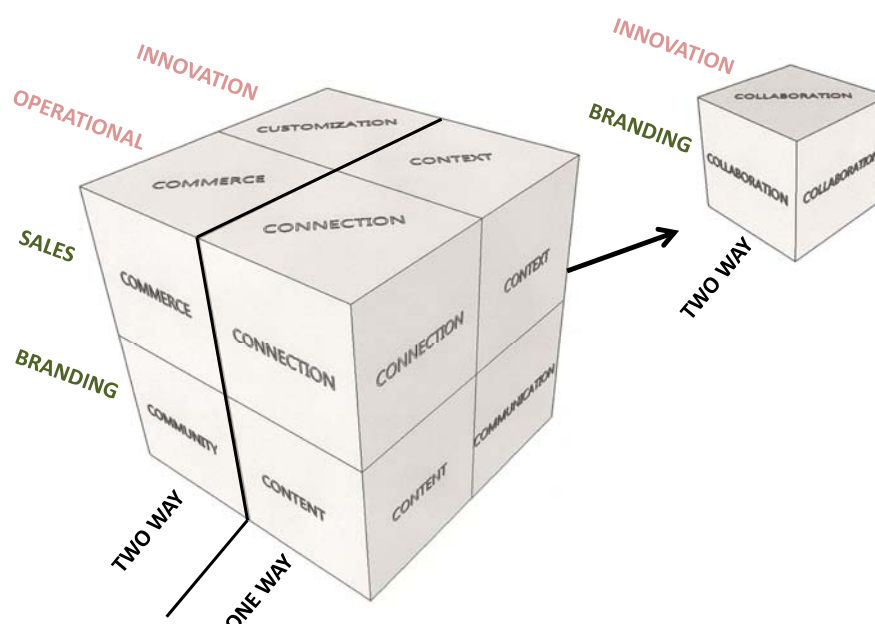 INNOVATION
OPERATIONAL
CUSTOMIZATION
COMMERCE
CONTEXT
CONNECTION
SALES
COMMERCE
CONNECTION
CONNECTION
CONTEXT
BRANDING
COMMUNITY
CONTENT
CONTENT
COMMUNICATION
TWO WAY
ONE WAY
INNOVATION
BRANDING
COLLABORATION
COLLABORATION
COLLABORATION
TWO WAY